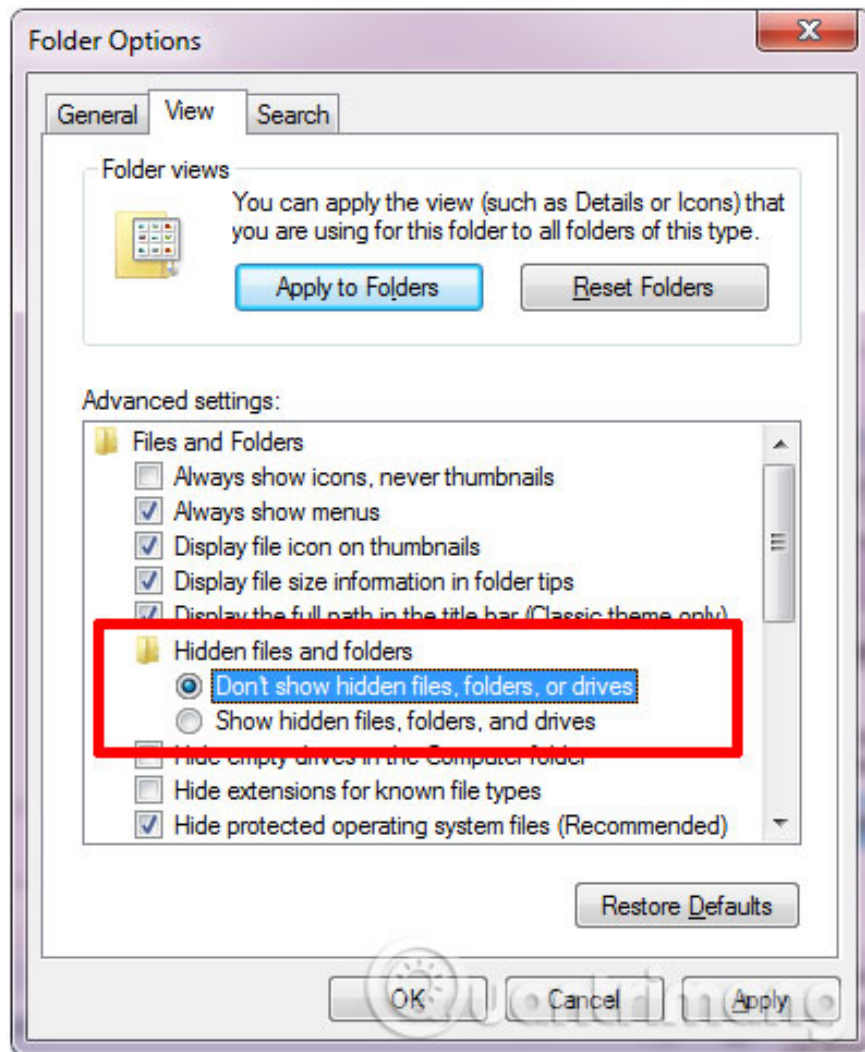 Folder Options
General View Search
Folder views
You can apply the view (such as Details or Icons) that
you are using for this folder to all folders of this type.
Apply to Folders Reset Folders
Advanced settings:
Files and Folders
Always show icons, never thumbnails
Always show menus
Display file icon on thumbnails
Display file size information in folder tips
Display the full path in the title bar (Classic theme only)
Hidden files and folders
Don't show hidden files, folders, or drives
Show hidden files, folders, and drives
Hide empty drives in the Computer folder
Hide extensions for known file types
Hide protected operating system files (Recommended)
Restore Defaults
OK Cancel Apply
Quantrimang